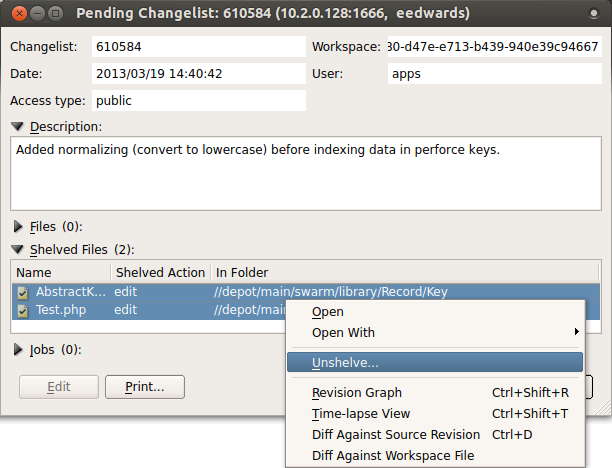 Pending Changelist: 610584 (10.2.0.128:1666, eedwards)
Changelist: 610584 Workspace: 30-d47e-e713-b439-940e39c94667
Date: 2013/03/19 14:40:42 User: apps
Access type: public
Description:
Added normalizing (convert to lowercase) before indexing data in perforce keys.
Files (0):
Shelved Files (2):
Name Shelved Action In Folder
AbstractK... edit //depot/main/swarm/library/Record/Key
Test.php edit //depot/mai
Open
Open With
Jobs (0):
Unshelve...
Edit Print...
Revision Graph Ctrl+Shift+R
Time-lapse View Ctrl+Shift+T
Diff Against Source Revision Ctrl+D
Diff Against Workspace File